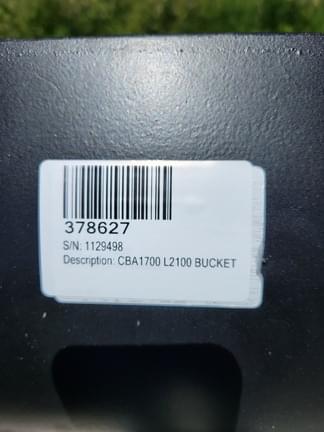 378627
S/N: 1129498
Description: CBA1700 L2100 BUCKET